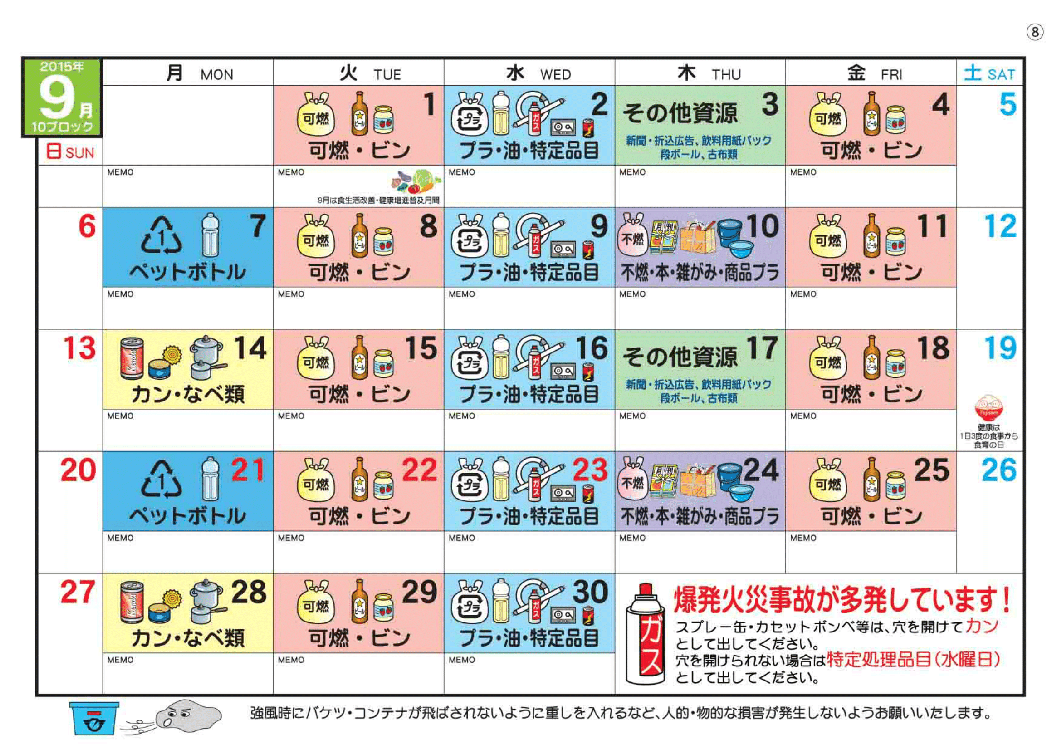 8
2015年
9月
10ブロック
日 SUN
月 MON
火 TUE
水 WED
木 THU
金 FRI
土 SAT
可燃 1
可燃・ビン
プラ ガス 2
プラ・油・特定品目
その他資源 3
新聞・折込広告、飲料用紙パック
段ボール、古布類
可燃 4
可燃・ビン
5
MEMO
MEMO
9月は食生活改善・健康増進普及月間
MEMO
MEMO
MEMO
6
1 7
ペットボトル
可燃 8
可燃・ビン
プラ ガス 9
プラ・油・特定品目
不燃 10
不燃・本・雑がみ・商品プラ
可燃 11
可燃・ビン
12
MEMO
MEMO
MEMO
MEMO
MEMO
13
14
カン・なべ類
可燃 15
可燃・ビン
プラ ガス 16
プラ・油・特定品目
その他資源 17
新聞・折込広告、飲料用紙パック
段ボール、古布類
可燃 18
可燃・ビン
19
健康は
1日3度の食事から
食育の日
MEMO
MEMO
MEMO
MEMO
MEMO
20
1 21
ペットボトル
可燃 22
可燃・ビン
プラ ガス 23
プラ・油・特定品目
不燃 24
不燃・本・雑がみ・商品プラ
可燃 25
可燃・ビン
26
MEMO
MEMO
MEMO
MEMO
MEMO
27
28
カン・なべ類
可燃 29
可燃・ビン
プラ ガス 30
プラ・油・特定品目
MEMO
MEMO
MEMO
ガス
爆発火災事故が多発しています！
スプレー缶・カセットボンベ等は、穴を開けてカン
として出してください。
穴を開けられない場合は特定処理品目（水曜日）
として出してください。
強風時にバケツ・コンテナが飛ばされないように重しを入れるなど、人的・物的な損害が発生しないようお願いいたします。